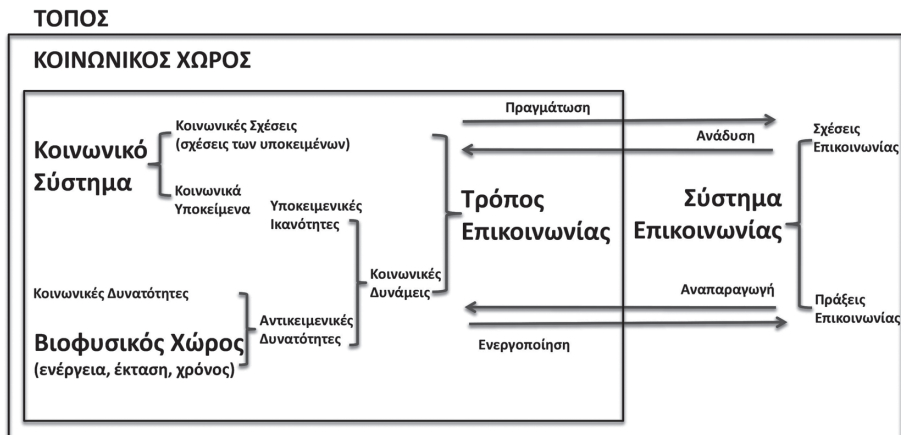 ΤΟΠΟΣ
ΚΟΙΝΩΝΙΚΟΣ ΧΩΡΟΣ
Κοινωνικό
Σύστημα
Κοινωνικές Σχέσεις
(σχέσεις των υποκειμένων)
Κοινωνικά
Υποκείμενα
Υποκειμενικές
Ικανότητες
Κοινωνικές Δυνατότητες
Βιοφυσικός Χώρος
(ενέργεια, έκταση, χρόνος)
Αντικειμενικές
Δυνατότητες
Κοινωνικές
Δυνάμεις
Τρόπος
Επικοινωνίας
Πραγμάτωση
Ανάδυση
Αναπαραγωγή
Ενεργοποίηση
Σύστημα
Επικοινωνίας
Σχέσεις
Επικοινωνίας
Πράξεις
Επικοινωνίας